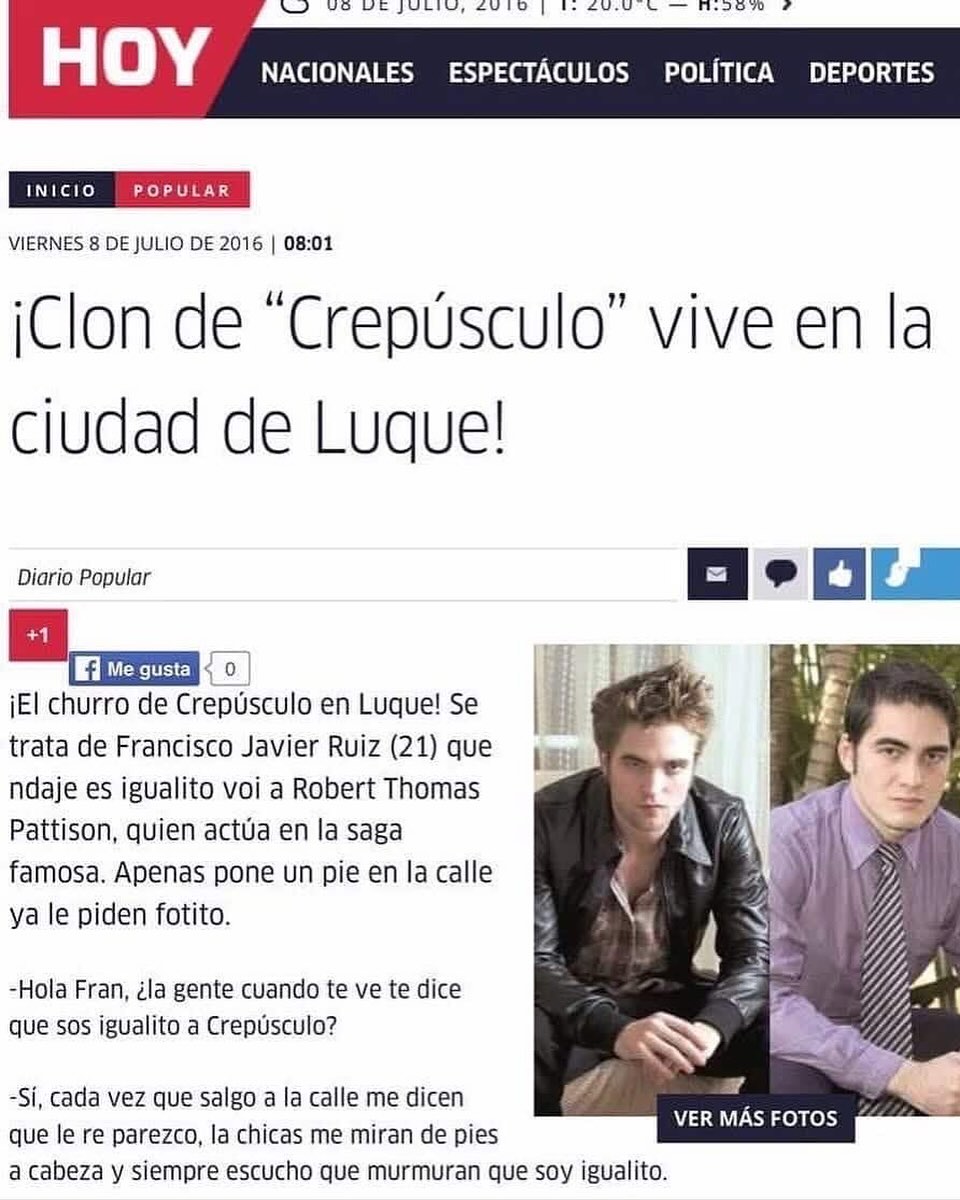 08 DE JULIO, 2016 | T: 20.0°C — H:58%
HOY
NACIONALES ESPECTÁCULOS POLÍTICA DEPORTES
INICIO POPULAR
VIERNES 8 DE JULIO DE 2016 | 08:01
¡Clon de “Crepúsculo” vive en la
ciudad de Luque!
Diario Popular
+1
Me gusta 0
¡El churro de Crepúsculo en Luque! Se
trata de Francisco Javier Ruiz (21) que
ndaje es igualito voi a Robert Thomas
Pattison, quien actúa en la saga
famosa. Apenas pone un pie en la calle
ya le piden fotito.
-Hola Fran, ¿la gente cuando te ve te dice
que sos igualito a Crepúsculo?
-Sí, cada vez que salgo a la calle me dicen
que le re parezco, la chicas me miran de pies
a cabeza y siempre escucho que murmuran que soy igualito.
VER MÁS FOTOS